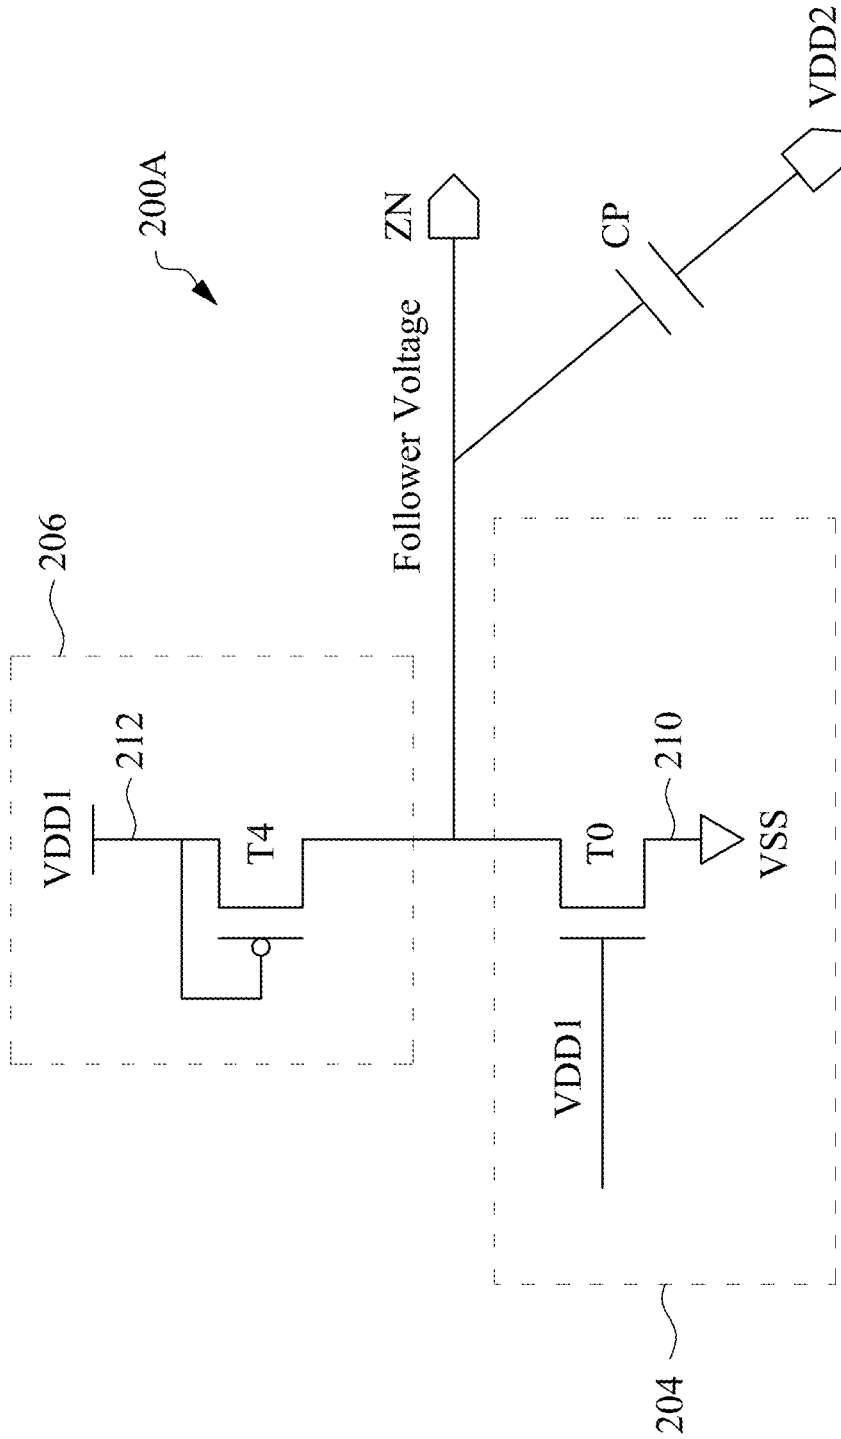 200A
206
VDD1
212
T4
Follower Voltage
ZN
CP
VDD2
VDD1
T0
210
VSS
204